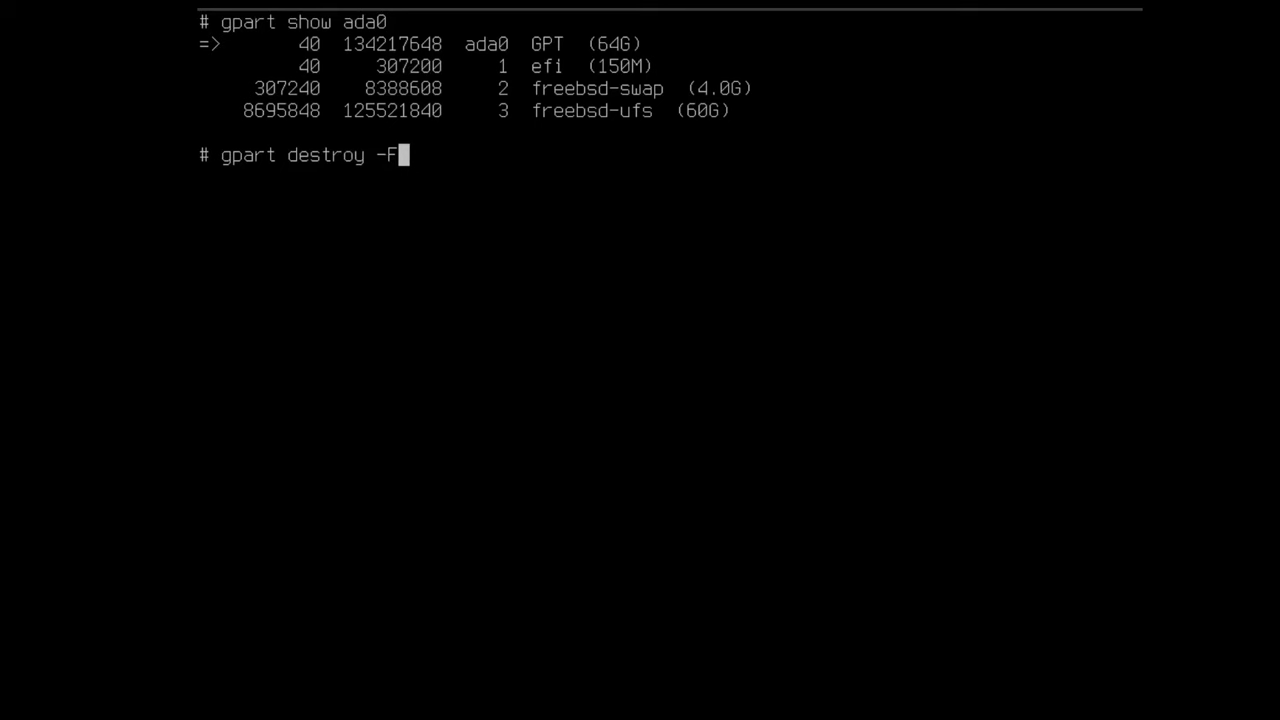 # gpart show ada0
=>        40  134217648  ada0  GPT  (64G)
          40     307200     1  efi  (150M)
      307240    8388608     2  freebsd-swap  (4.0G)
     8695848  125521840     3  freebsd-ufs  (60G)
# gpart destroy -F